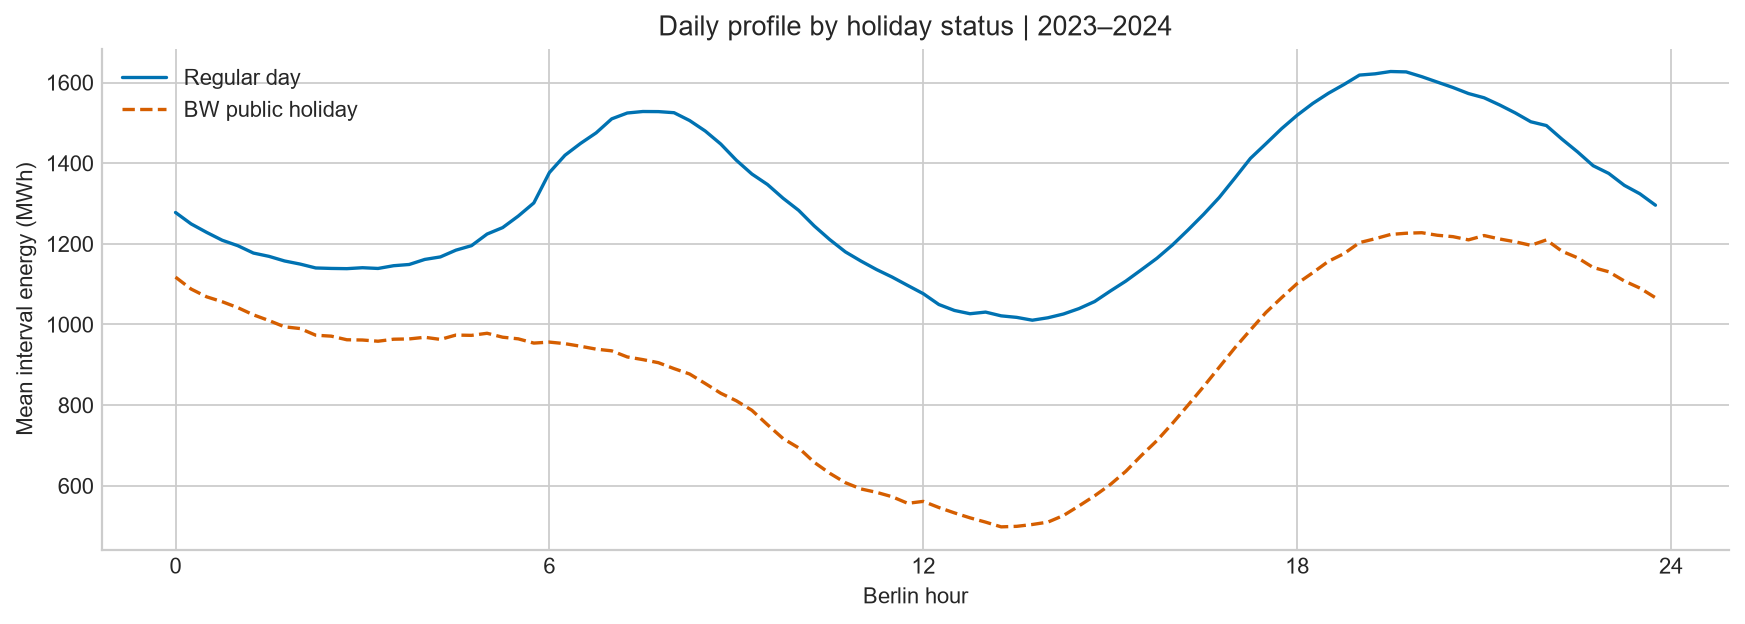 Daily profile by holiday status | 2023–2024
Regular day
BW public holiday
Mean interval energy (MWh)
1600
1400
1200
1000
800
600
0 6 12 18 24
Berlin hour